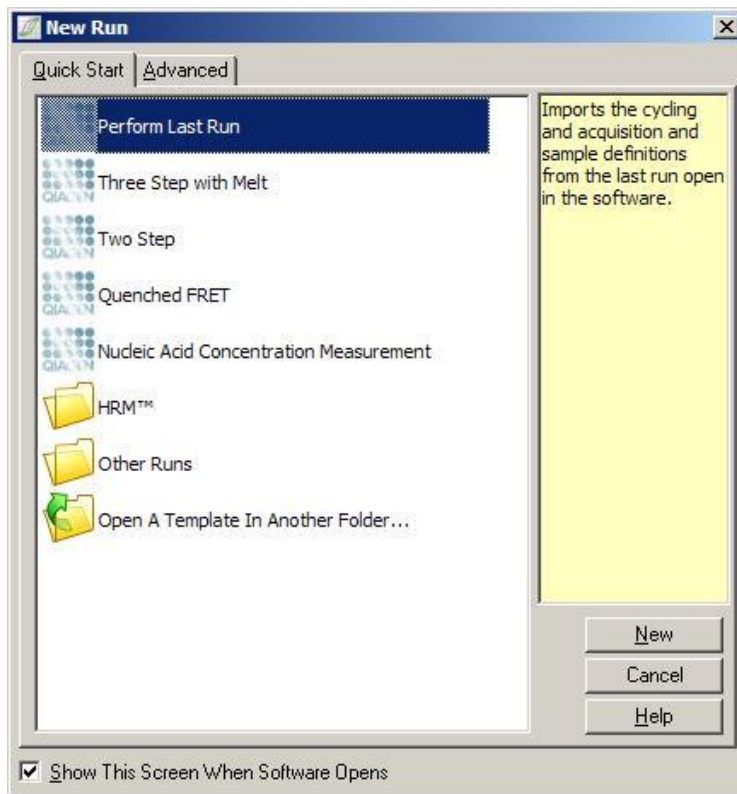 New Run
Quick Start
Advanced
Perform Last Run
Three Step with Melt
Two Step
Quenched FRET
Nucleic Acid Concentration Measurement
HRM™
Other Runs
Open A Template In Another Folder...
Imports the cycling
and acquisition and
sample definitions
from the last run open
in the software.
New
Cancel
Help
Show This Screen When Software Opens